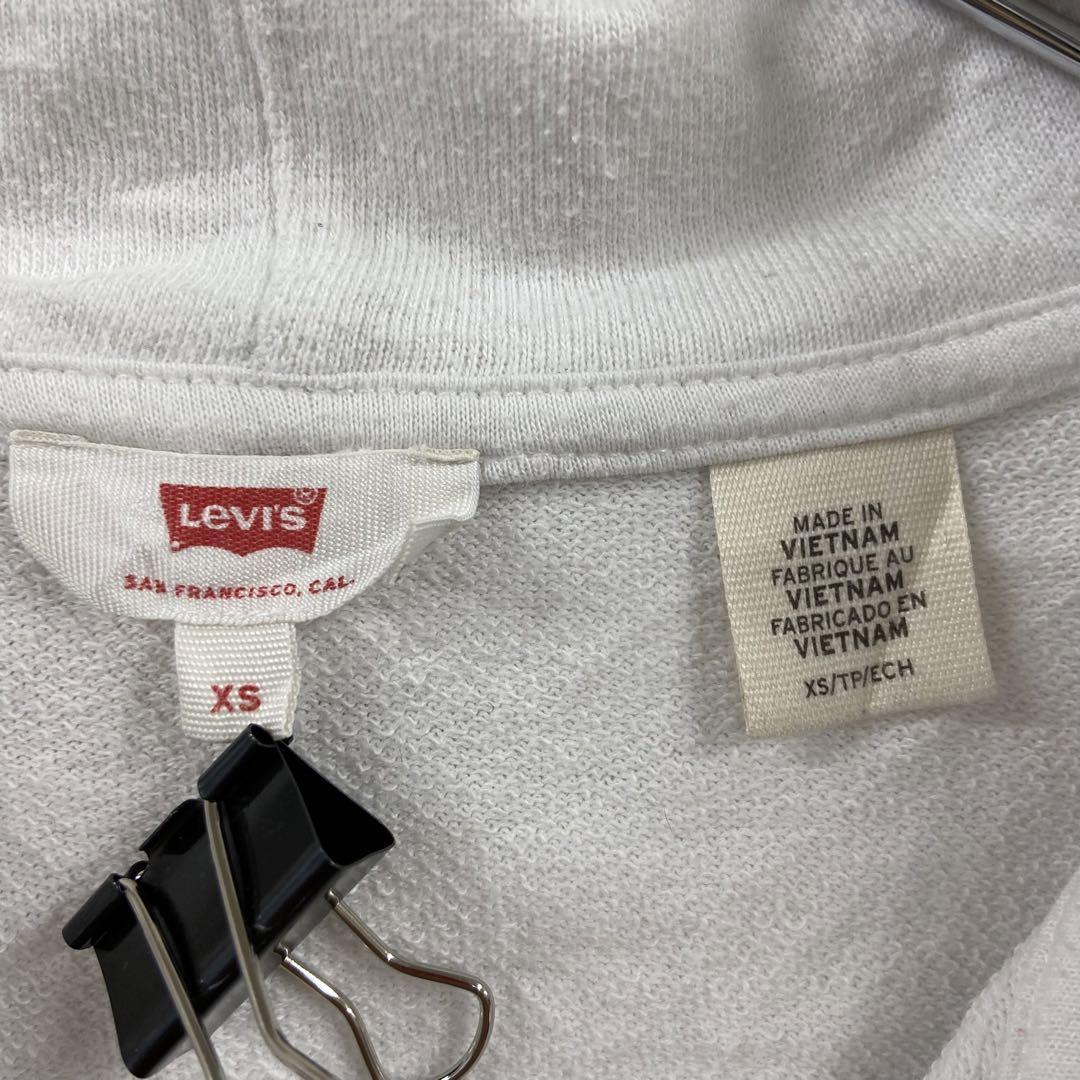 Levi's
SAN FRANCISCO, CAL.
XS
MADE IN
VIETNAM
FABRIQUE AU
VIETNAM
FABRICADO EN
VIETNAM
XS/TP/ECH